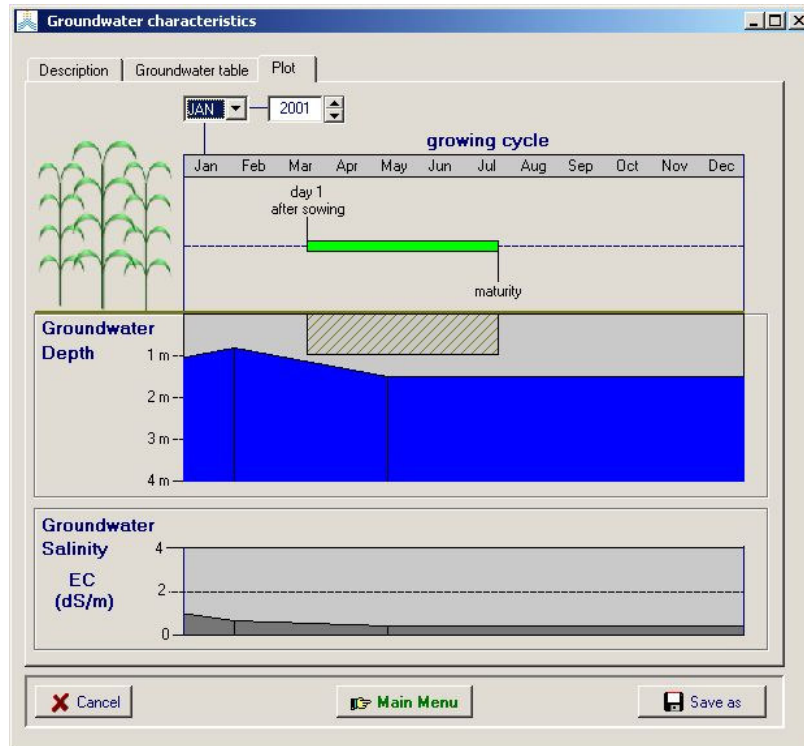 Groundwater characteristics
Description Groundwater table Plot
JAN 2001
growing cycle
Jan Feb Mar Apr May Jun Jul Aug Sep Oct Nov Dec
day 1
after sowing
maturity
Groundwater
Depth
1 m
2 m
3 m
4 m
Groundwater
Salinity
4
EC
2
(dS/m)
0
Cancel Main Menu Save as